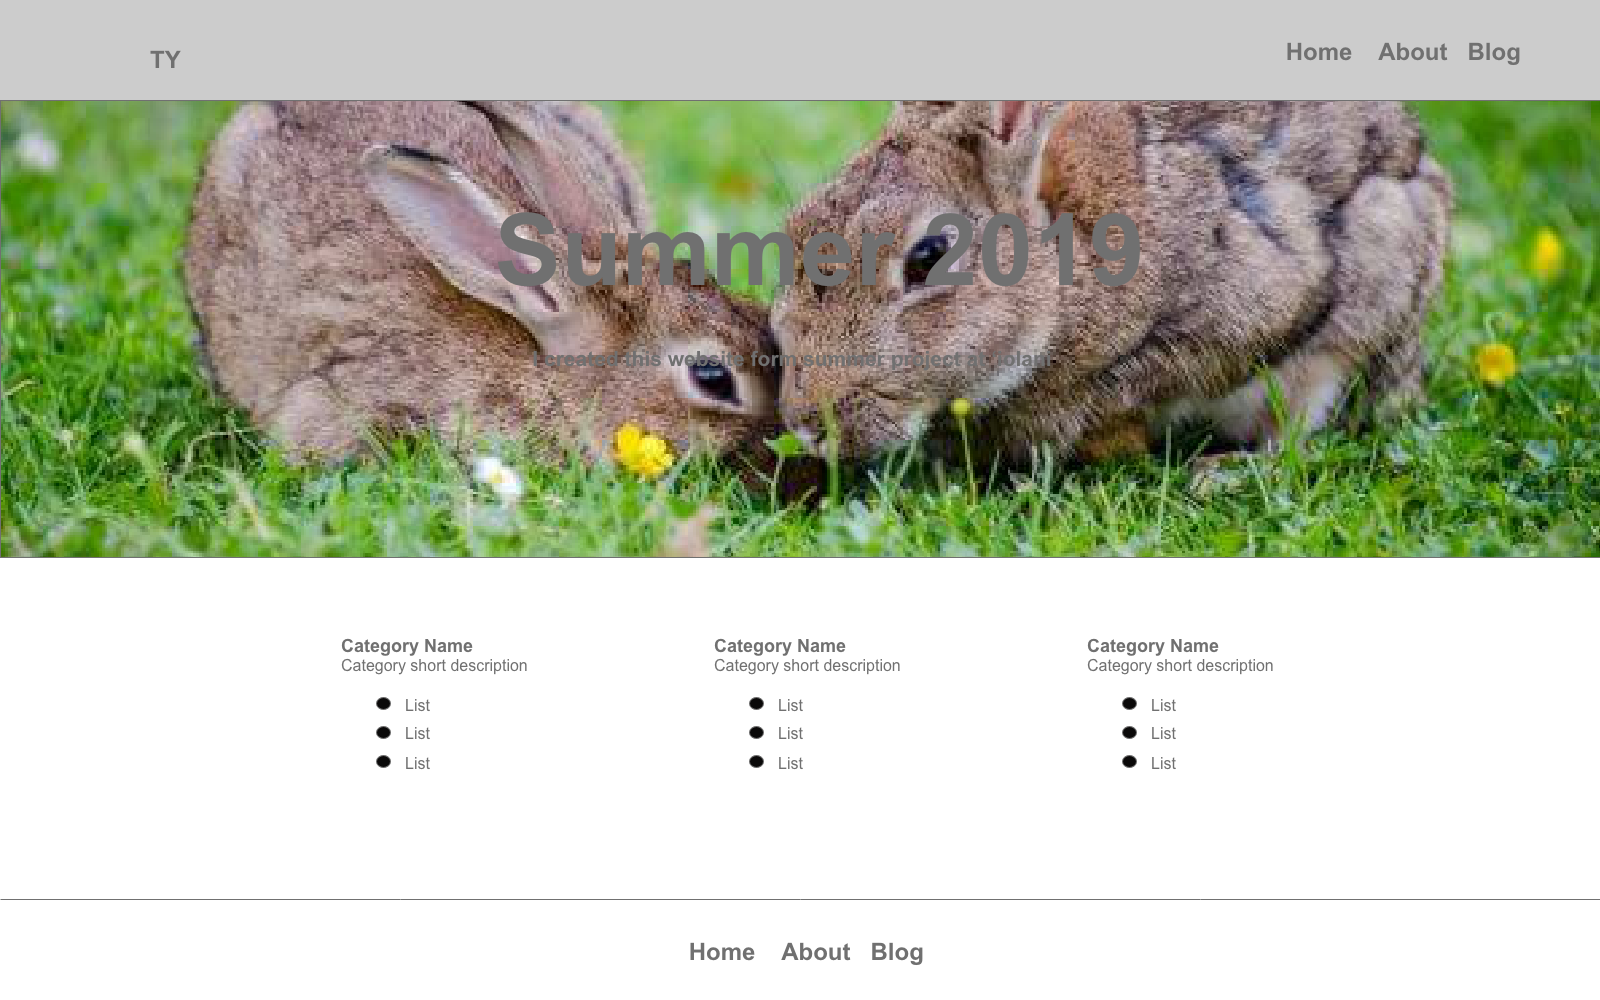 TY
Home About Blog
Summer 2019
I created this website form summer project at
Category Name
Category short description
List
List
List
Category Name
Category short description
List
List
List
Category Name
Category short description
List
List
List
Home About Blog